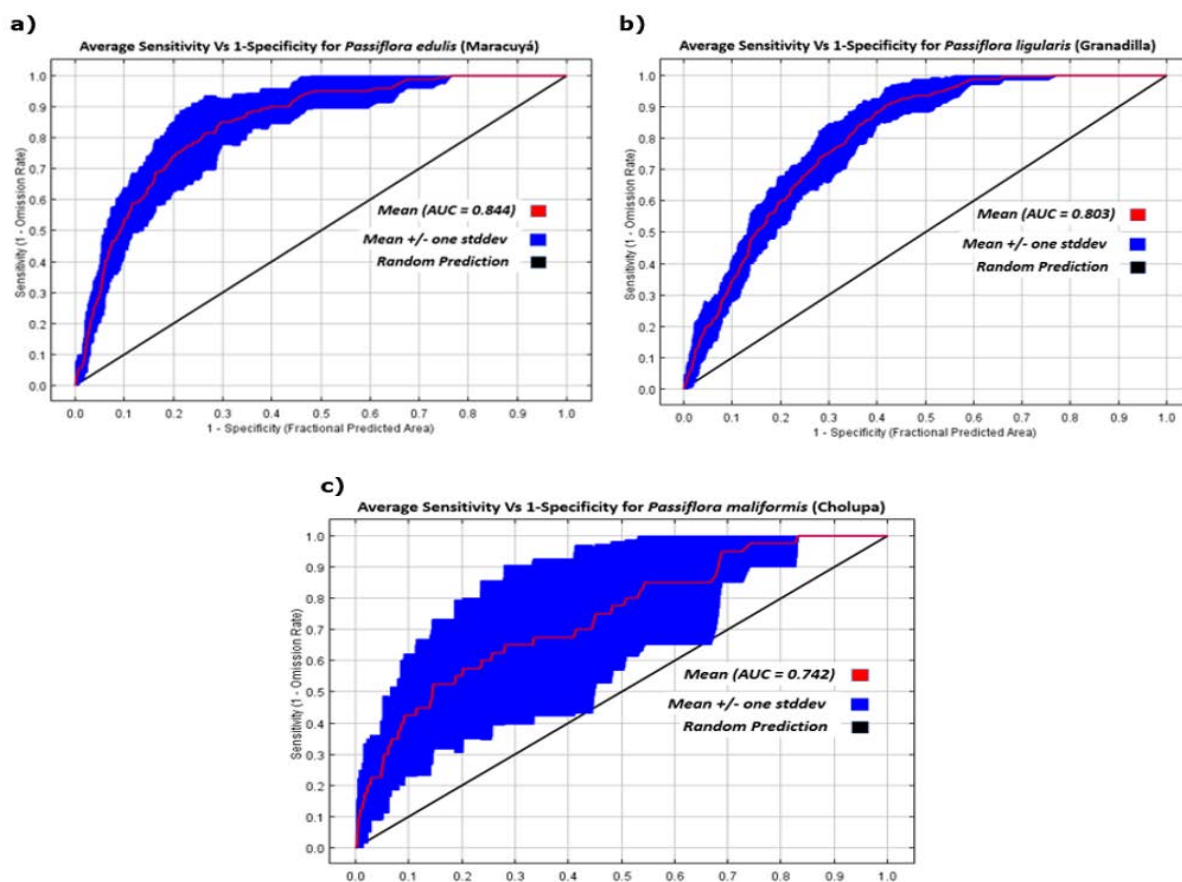 a)
Average Sensitivity Vs 1-Specificity for Passiflora edulis (Maracuyá)
Sensitivity (1 - Omission Rate)
1.0
0.9
0.8
0.7
0.6
0.5
0.4
0.3
0.2
0.1
0.0
Mean (AUC = 0.844)
Mean +/- one stddev
Random Prediction
0.0 0.1 0.2 0.3 0.4 0.5 0.6 0.7 0.8 0.9 1.0
1 - Specificity (Fractional Predicted Area)
b)
Average Sensitivity Vs 1-Specificity for Passiflora ligularis (Granadilla)
Sensitivity (1 - Omission Rate)
1.0
0.9
0.8
0.7
0.6
0.5
0.4
0.3
0.2
0.1
0.0
Mean (AUC = 0.803)
Mean +/- one stddev
Random Prediction
0.0 0.1 0.2 0.3 0.4 0.5 0.6 0.7 0.8 0.9 1.0
1 - Specificity (Fractional Predicted Area)
c)
Average Sensitivity Vs 1-Specificity for Passiflora maliformis (Cholupa)
Sensitivity (1 - Omission Rate)
1.0
0.9
0.8
0.7
0.6
0.5
0.4
0.3
0.2
0.1
0.0
Mean (AUC = 0.742)
Mean +/- one stddev
Random Prediction
0.0 0.1 0.2 0.3 0.4 0.5 0.6 0.7 0.8 0.9 1.0